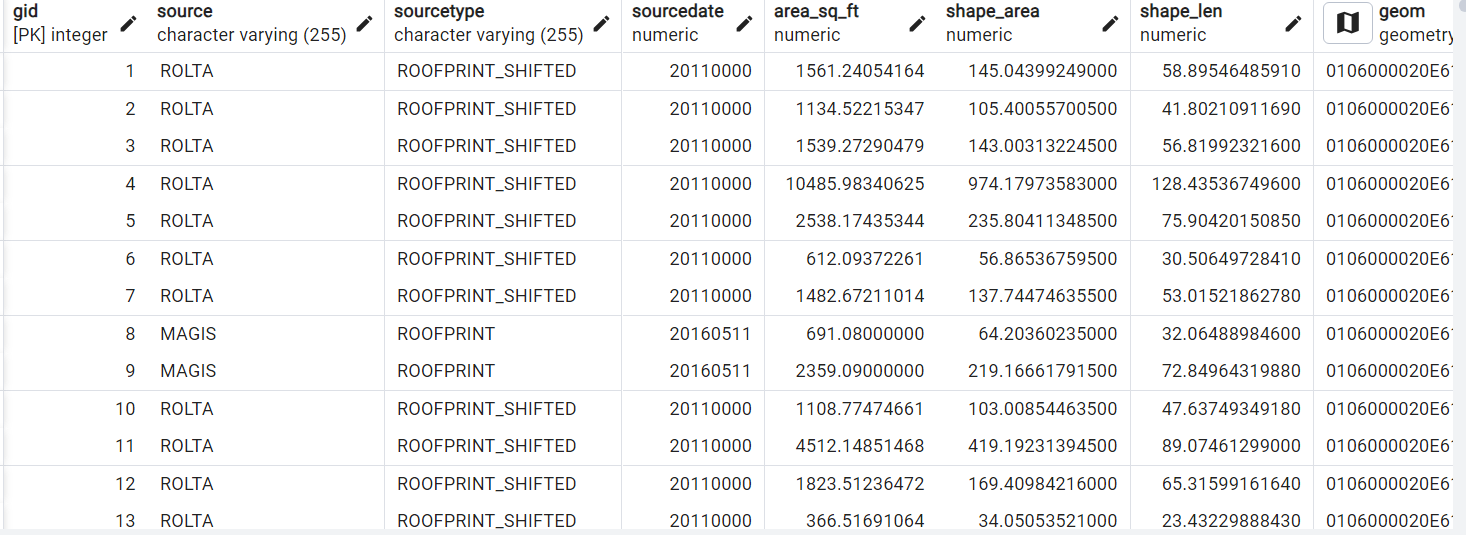 gid source sourcetype sourcedate area_sq_ft shape_area shape_len geom
[PK] integer character varying (255) character varying (255) numeric numeric numeric numeric geometry
1 ROLTA ROOFPRINT_SHIFTED 20110000 1561.24054164 145.04399249000 58.89546485910 0106000020E6
2 ROLTA ROOFPRINT_SHIFTED 20110000 1134.52215347 105.40055700500 41.80210911690 0106000020E6
3 ROLTA ROOFPRINT_SHIFTED 20110000 1539.27290479 143.00313224500 56.81992321600 0106000020E6
4 ROLTA ROOFPRINT_SHIFTED 20110000 10485.98340625 974.17973583000 128.43536749600 0106000020E6
5 ROLTA ROOFPRINT_SHIFTED 20110000 2538.17435344 235.80411348500 75.90420150850 0106000020E6
6 ROLTA ROOFPRINT_SHIFTED 20110000 612.09372261 56.86536759500 30.50649728410 0106000020E6
7 ROLTA ROOFPRINT_SHIFTED 20110000 1482.67211014 137.74474635500 53.01521862780 0106000020E6
8 MAGIS ROOFPRINT 20160511 691.08000000 64.20360235000 32.06488984600 0106000020E6
9 MAGIS ROOFPRINT 20160511 2359.09000000 219.16661791500 72.84964319880 0106000020E6
10 ROLTA ROOFPRINT_SHIFTED 20110000 1108.77474661 103.00854463500 47.63749349180 0106000020E6
11 ROLTA ROOFPRINT_SHIFTED 20110000 4512.14851468 419.19231394500 89.07461299000 0106000020E6
12 ROLTA ROOFPRINT_SHIFTED 20110000 1823.51236472 169.40984216000 65.31599161640 0106000020E6
13 ROLTA ROOFPRINT_SHIFTED 20110000 366.51691064 34.05053521000 23.43229888430 0106000020E6